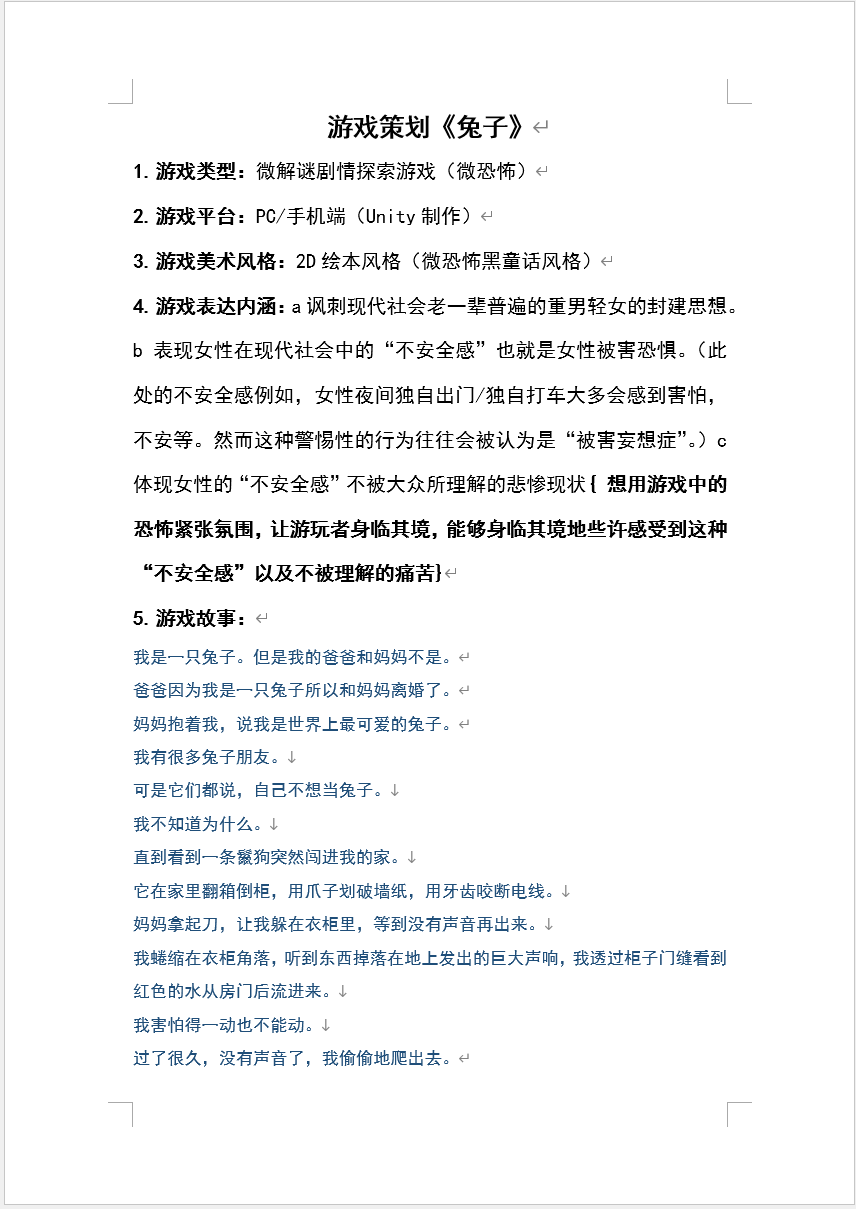 游戏策划《兔子》
1. 游戏类型：微解谜剧情探索游戏（微恐怖）
2. 游戏平台：PC/手机端（Unity 制作）
3. 游戏美术风格：2D 绘本风格（微恐怖黑童话风格）
4. 游戏表达内涵：a 讽刺现代社会老一辈普遍的重男轻女的封建思想。
b 表现女性在现代社会中的“不安全感”也就是女性被害恐惧。（此
处的不安全感例如，女性夜间独自出门/独自打车大多会感到害怕，
不安等。然而这种警惕性的行为往往会被认为是“被害妄想症”。）c
体现女性的“不安全感”不被大众所理解的悲惨现状{ 想用游戏中的
恐怖紧张氛围，让游玩者身临其境，能够身临其境地些许感受到这种
“不安全感”以及不被理解的痛苦}
5. 游戏故事：
我是一只兔子。但是我的爸爸和妈妈不是。
爸爸因为我是一只兔子所以和妈妈离婚了。
妈妈抱着我，说我是世界上最可爱的兔子。
我有很多兔子朋友。
可是它们都说，自己不想当兔子。
我不知道为什么。
直到看到一条鬣狗突然闯进我的家。
它在家里翻箱倒柜，用爪子划破墙纸，用牙齿咬断电线。
妈妈拿起刀，让我躲在衣柜里，等到没有声音再出来。
我蜷缩在衣柜角落，听到东西掉落在地上发出的巨大声响，我透过柜子门缝看到
红色的水从房门后流进来。
我害怕得一动也不能动。
过了很久，没有声音了，我偷偷地爬出去。